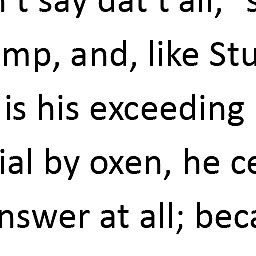 't say dat t all,
mp, and, like Stu
is his exceeding
ial by oxen, he ce
nswer at all; beca